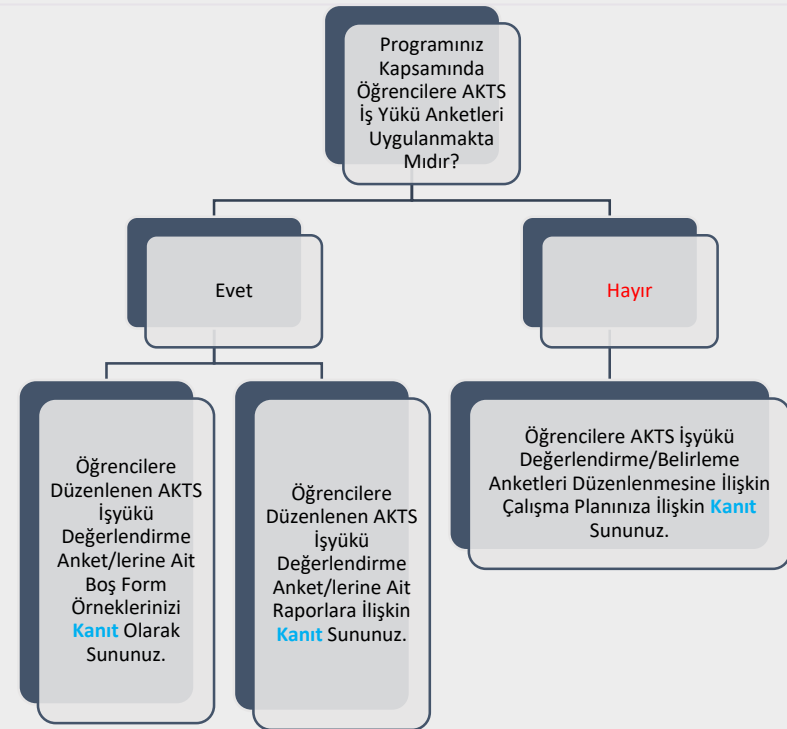 Programınız
Kapsamında
Öğrencilere AKTS
İş Yükü Anketleri
Uygulanmakta
Mıdır?
Evet
Hayır
Öğrencilere
Düzenlenen AKTS
İşyükü
Değerlendirme
Anket/lerine Ait
Boş Form
Örneklerinizi
Kanıt Olarak
Sununuz.
Öğrencilere
Düzenlenen AKTS
İşyükü
Değerlendirme
Anket/lerine Ait
Raporlara İlişkin
Kanıt Sununuz.
Öğrencilere AKTS İşyükü
Değerlendirme/Belirleme
Anketleri Düzenlenmesine İlişkin
Çalışma Planınıza İlişkin Kanıt
Sununuz.